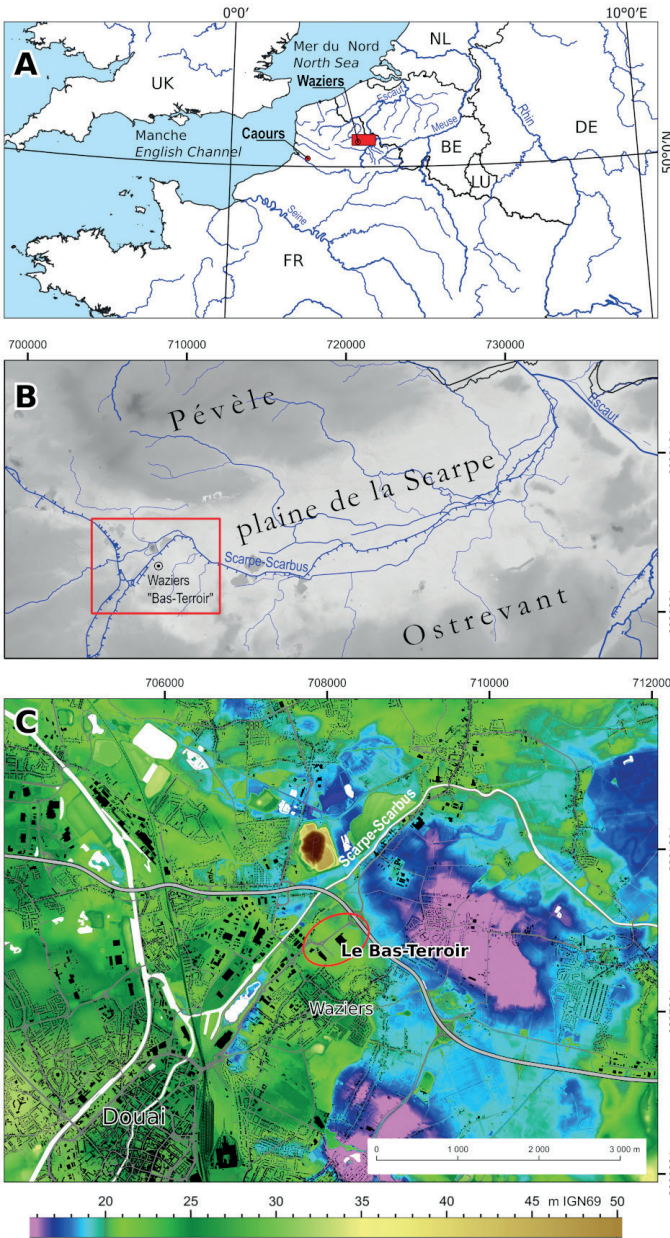 0°0′
10°0′E
A
UK
Mer du Nord
North Sea
NL
Waziers
Escaut
Rhin
Meuse
Manche
English Channel
Caours
BE
DE
50°0′N
LU
Seine
FR
700000
710000
720000
730000
B
Pévèle
Escaut
plaine de la Scarpe
Scarpe-Scarbus
Waziers
"Bas-Terroir"
Ostrevant
706000
708000
710000
712000
C
Scarpe-Scarbus
Le Bas-Terroir
Waziers
Douai
0
1 000
2 000
3 000 m
20
25
30
35
40
45
m IGN69
50